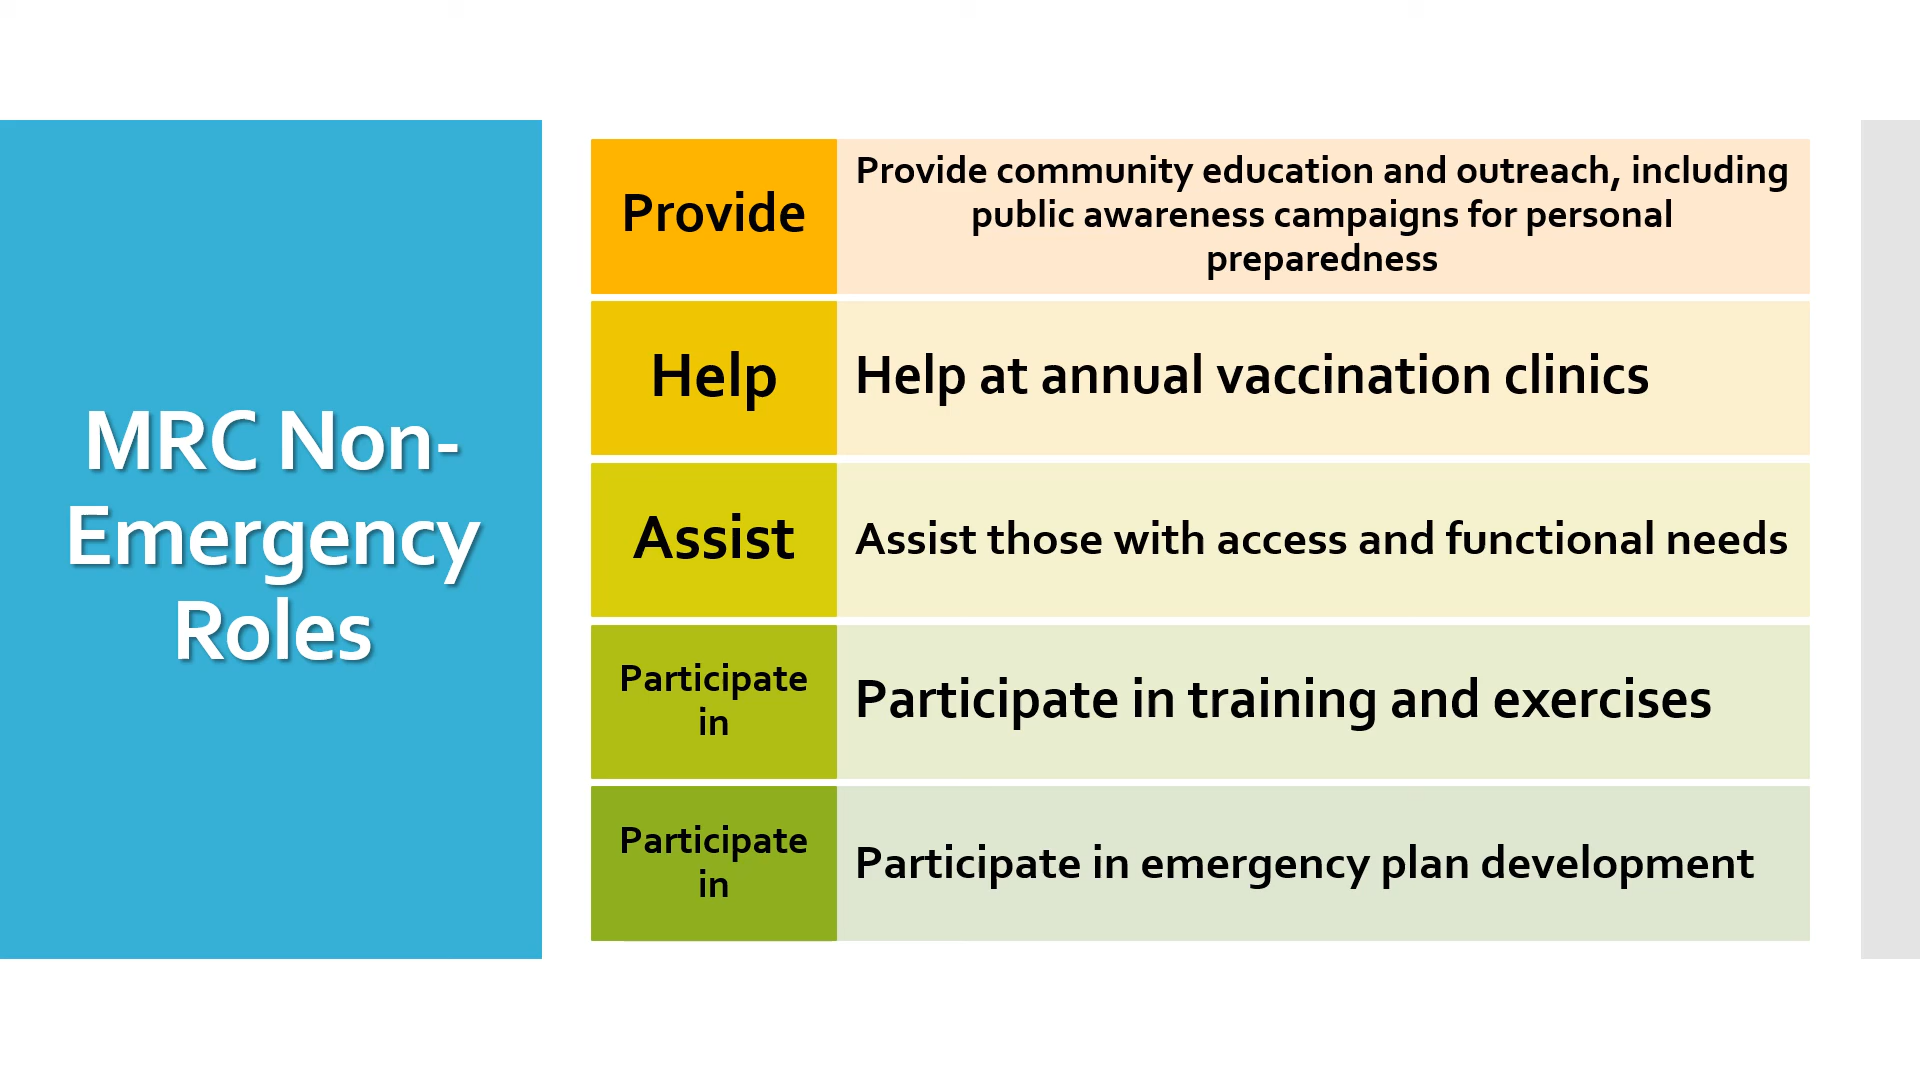 MRC Non-
Emergency
Roles
Provide
Provide community education and outreach, including
public awareness campaigns for personal
preparedness
Help
Help at annual vaccination clinics
Assist
Assist those with access and functional needs
Participate
in
Participate in training and exercises
Participate
in
Participate in emergency plan development